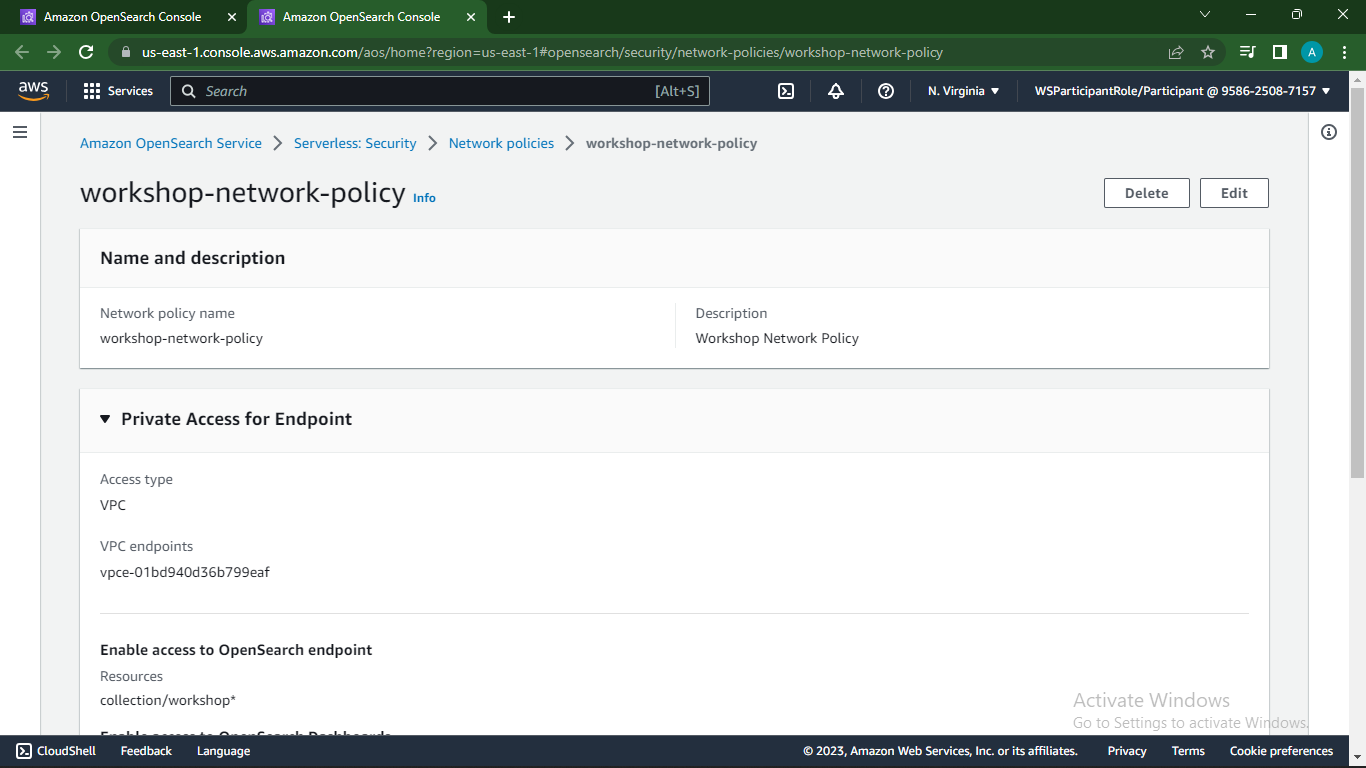 Amazon OpenSearch Console
Amazon OpenSearch Console
us-east-1.console.aws.amazon.com/aos/home?region=us-east-1#opensearch/security/network-policies/workshop-network-policy
A
aws
Services
Search
[Alt+S]
N. Virginia
WSParticipantRole/Participant @ 9586-2508-7157
Amazon OpenSearch Service
Serverless: Security
Network policies
workshop-network-policy
workshop-network-policy Info
Delete
Edit
Name and description
Network policy name
workshop-network-policy
Description
Workshop Network Policy
Private Access for Endpoint
Access type
VPC
VPC endpoints
vpce-01bd940d36b799eaf
Enable access to OpenSearch endpoint
Resources
collection/workshop*
Enable access to OpenSearch Dashboards
Activate Windows
Go to Settings to activate Windows.
CloudShell
Feedback
Language
© 2023, Amazon Web Services, Inc. or its affiliates.
Privacy
Terms
Cookie preferences